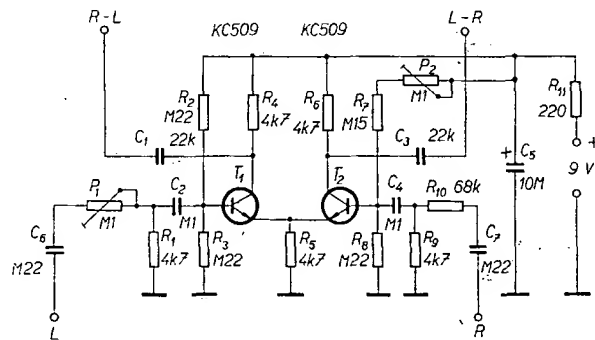 R-L
KC509
KC509
L-R
R2
M22
R4
4k7
R6
4k7
R7
M15
P2
M1
R11
220
C1
22k
C3
22k
+
C5
10M
+
9 V
P1
M1
C2
M1
T1
T2
C4
M1
R10
68k
C6
M22
R1
4k7
R3
M22
R5
4k7
R8
M22
R9
4k7
C7
M22
L
R